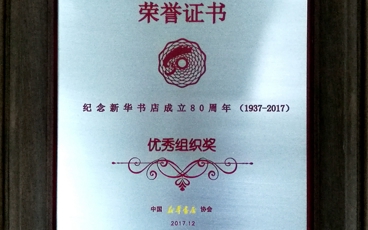 荣誉证书
纪念新华书店成立80周年（1937-2017）
优秀组织奖
中国 新华书店 协会
2017.12